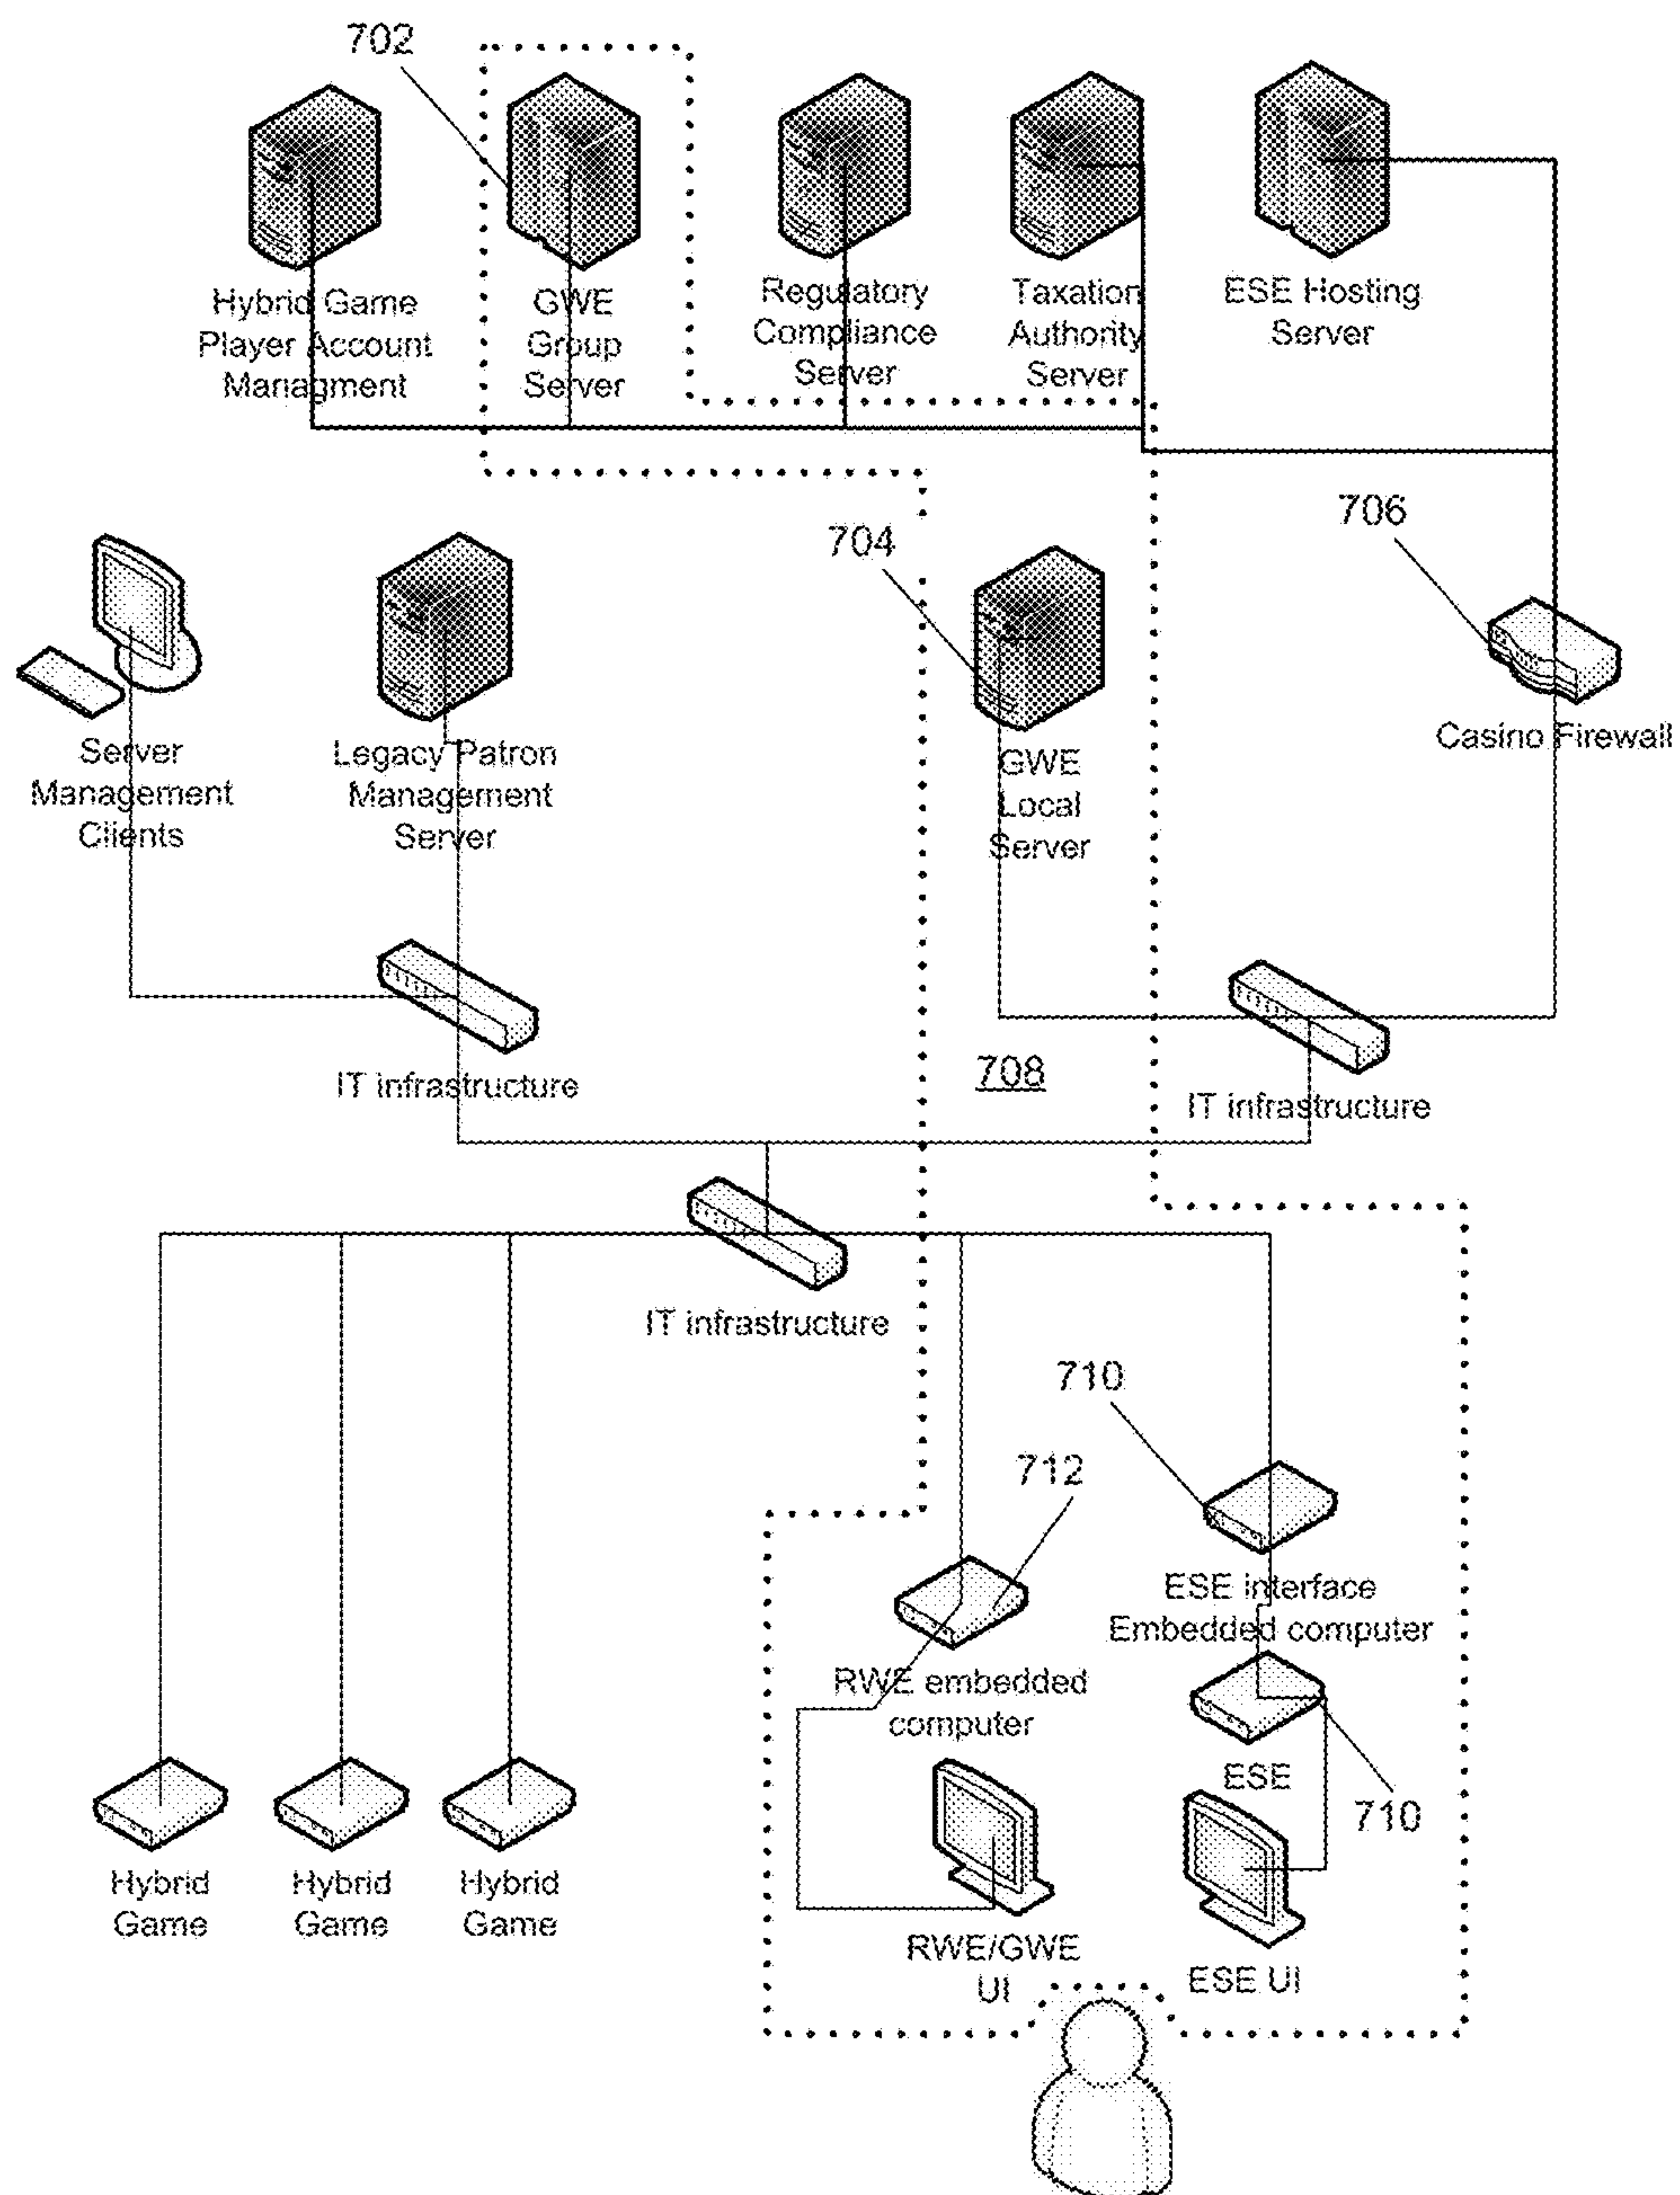 702
Hybrid Game
Player Account
Managment
GWE
Group
Server
Regulatory
Compliance
Server
Taxation
Authority
Server
ESE Hosting
Server
704
706
Server
Management
Clients
Legacy Patron
Management
Server
GWE
Local
Server
Casino Firewall
IT infrastructure
708
IT infrastructure
IT infrastructure
710
712
ESE interface
Embedded computer
RWE embedded
computer
ESE
710
Hybrid
Game
Hybrid
Game
Hybrid
Game
RWE/GWE
UI
ESE UI